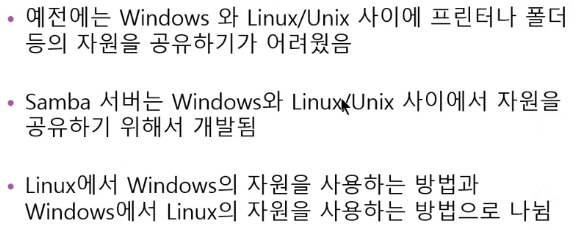 • 예전에는 Windows 와 Linux/Unix 사이에 프린터나 폴더
등의 자원을 공유하기가 어려웠음
• Samba 서버는 Windows와 Linux/Unix 사이에서 자원을
공유하기 위해서 개발됨
• Linux에서 Windows의 자원을 사용하는 방법과
Windows에서 Linux의 자원을 사용하는 방법으로 나뉨